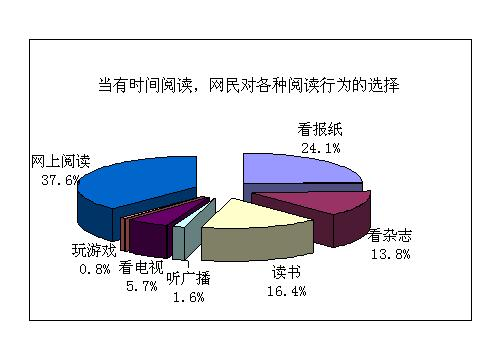 当有时间阅读，网民对各种阅读行为的选择
看报纸
24.1%
网上阅读
37.6%
看杂志
13.8%
玩游戏
0.8%
看电视
5.7%
听广播
1.6%
读书
16.4%